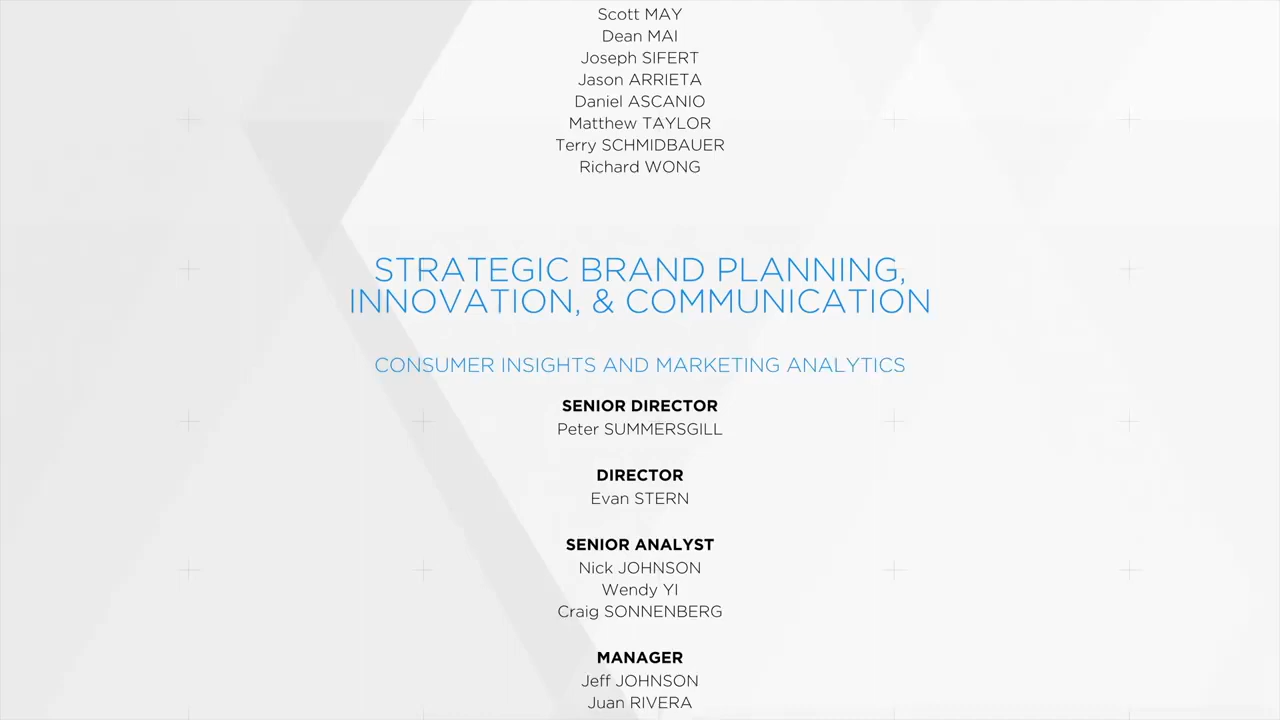 Scott MAY
Dean MAI
Joseph SIFERT
Jason ARRIETA
Daniel ASCANIO
Matthew TAYLOR
Terry SCHMIDBAUER
Richard WONG
STRATEGIC BRAND PLANNING,
INNOVATION, & COMMUNICATION
CONSUMER INSIGHTS AND MARKETING ANALYTICS
SENIOR DIRECTOR
Peter SUMMERSGILL
DIRECTOR
Evan STERN
SENIOR ANALYST
Nick JOHNSON
Wendy YI
Craig SONNENBERG
MANAGER
Jeff JOHNSON
Juan RIVERA